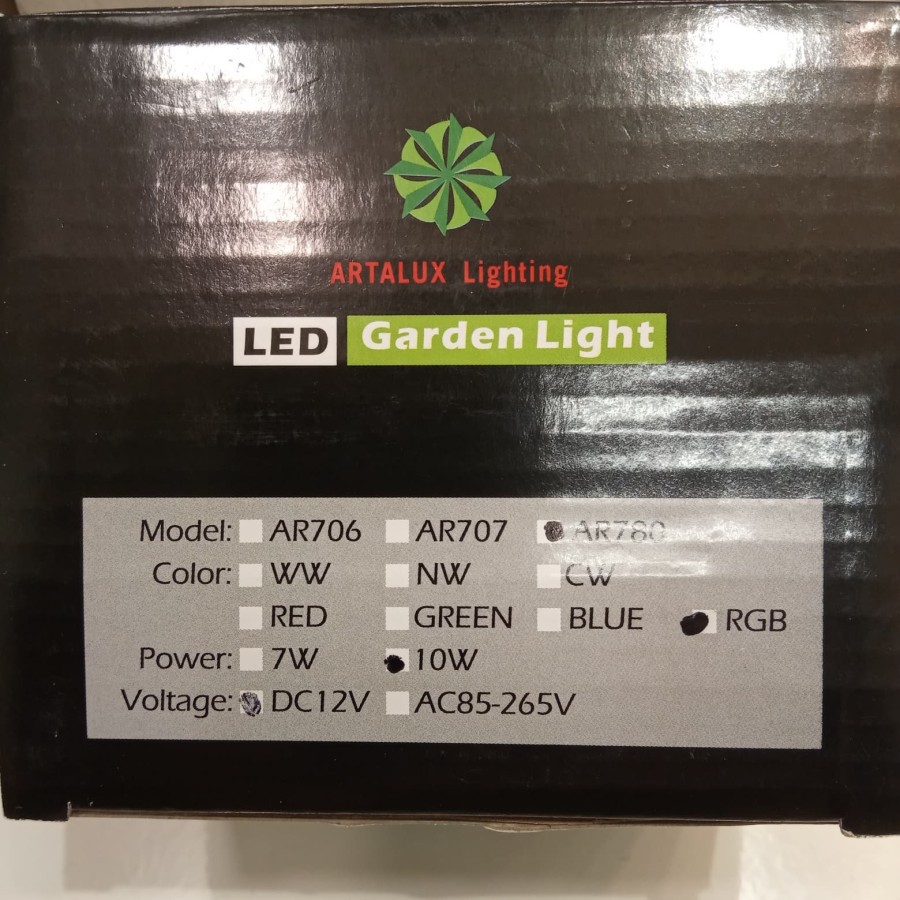 ARTALUX Lighting
LED Garden Light
Model: AR706 AR707 AR780
Color: WW NW CW
RED GREEN BLUE RGB
Power: 7W 10W
Voltage: DC12V AC85-265V